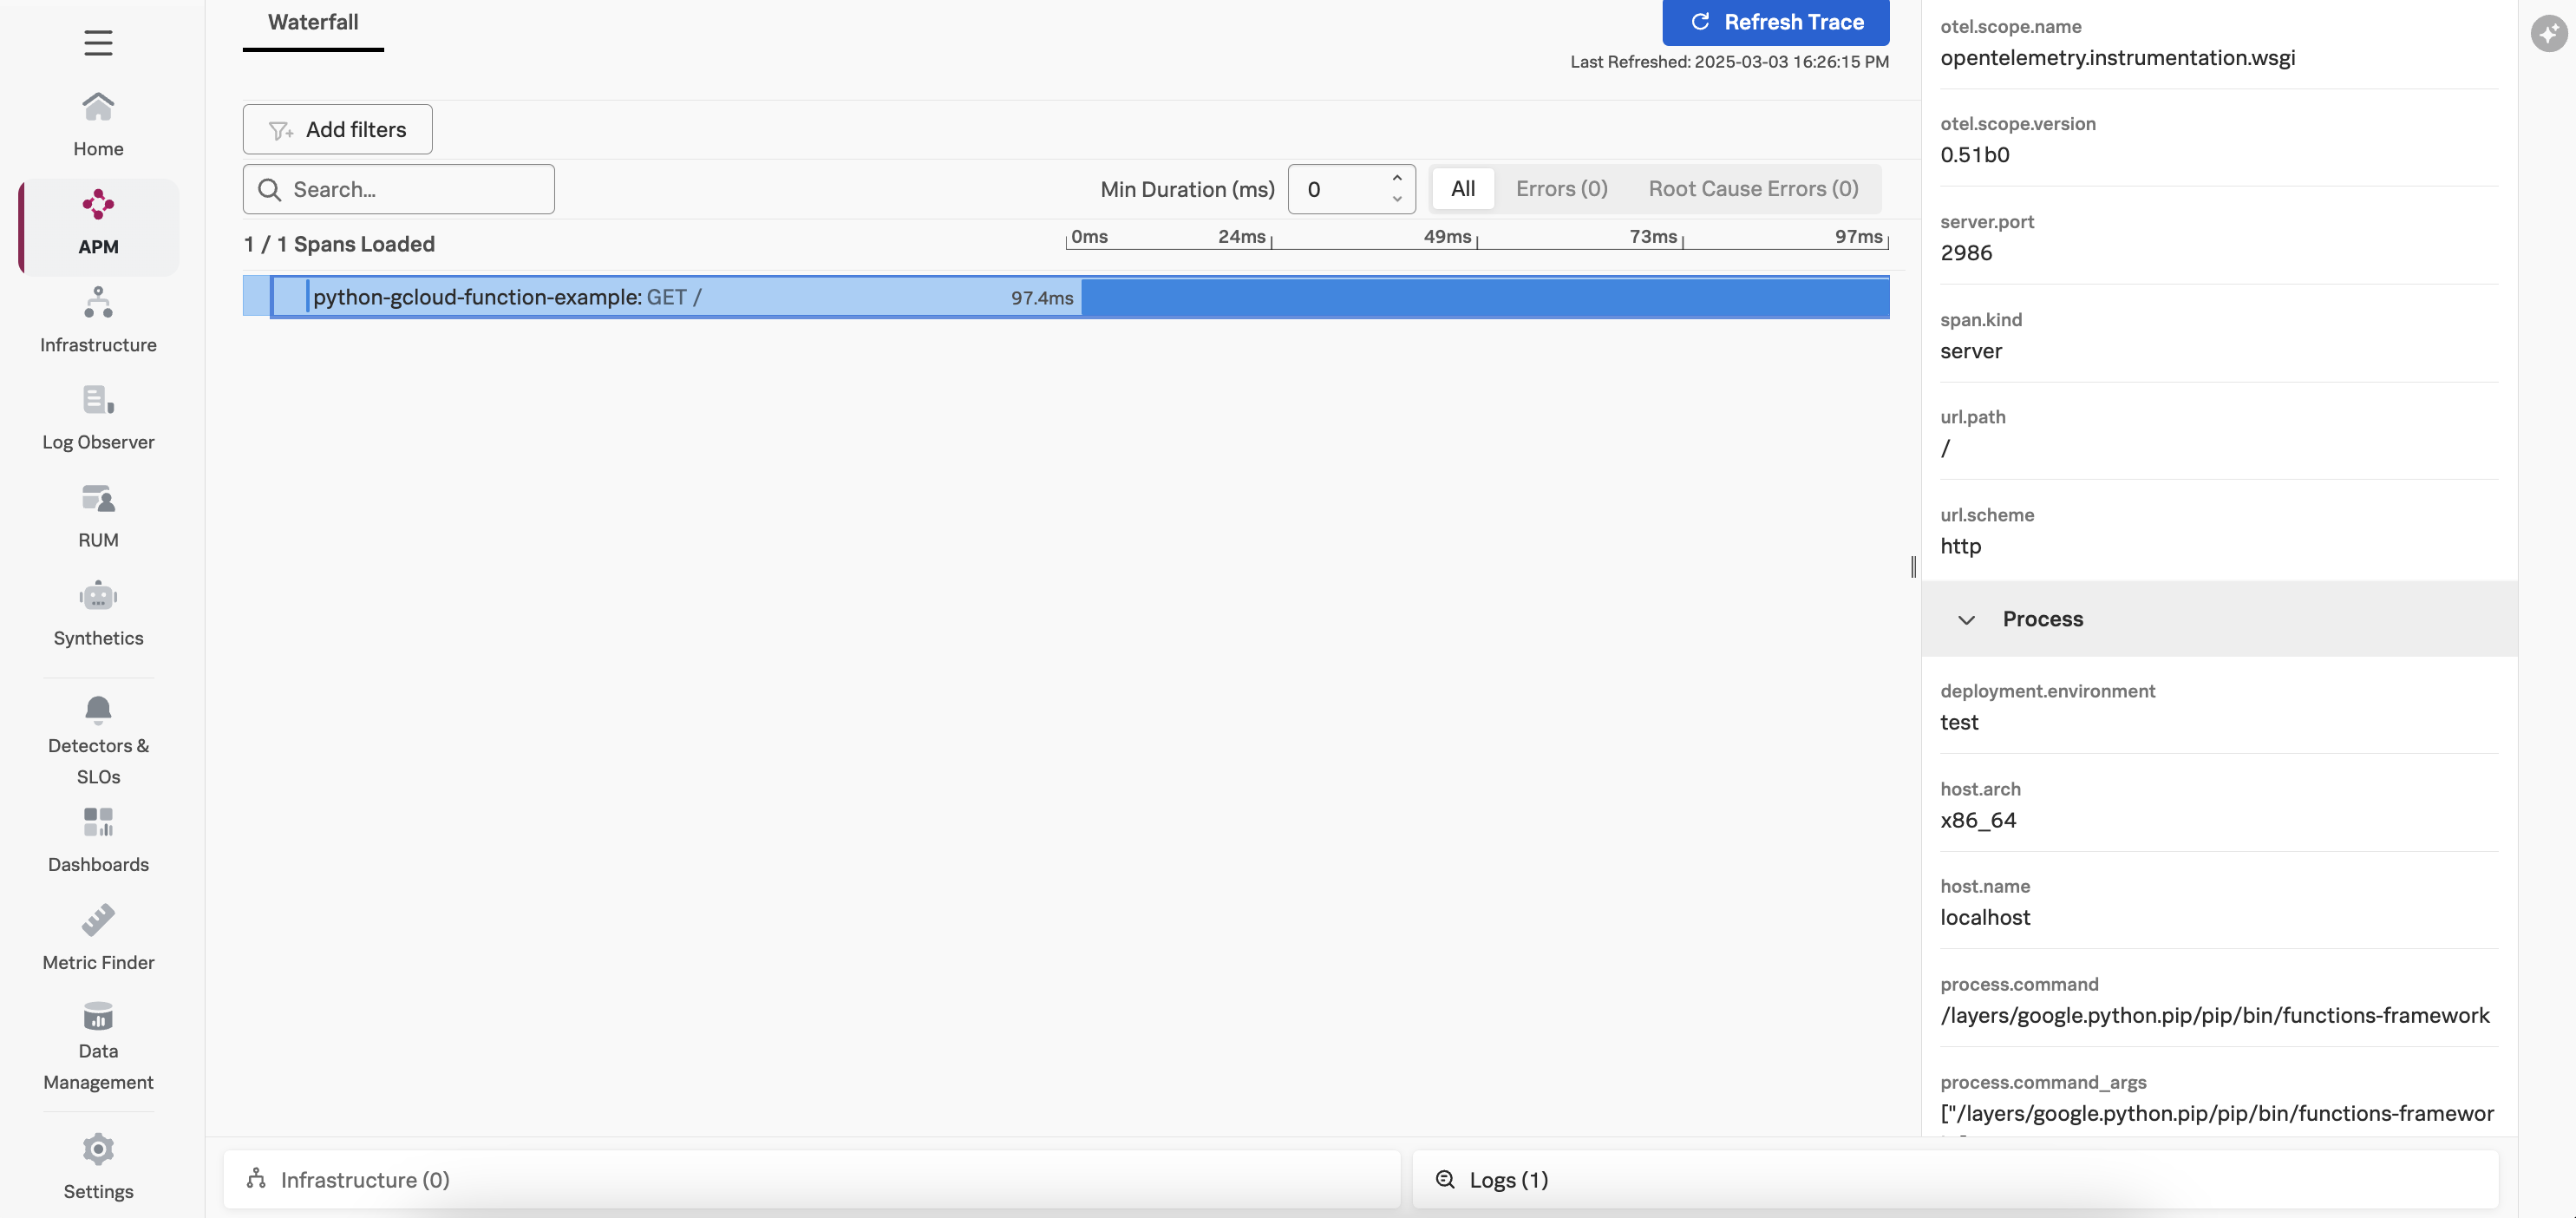 Home
APM
Infrastructure
Log Observer
RUM
Synthetics
Detectors &
SLOs
Dashboards
Metric Finder
Data
Management
Settings
Waterfall
Refresh Trace
Last Refreshed: 2025-03-03 16:26:15 PM
Add filters
Search...
Min Duration (ms)
0
All
Errors (0)
Root Cause Errors (0)
1 / 1 Spans Loaded
0ms
24ms
49ms
73ms
97ms
python-gcloud-function-example: GET /
97.4ms
Infrastructure (0)
Logs (1)
otel.scope.name
opentelemetry.instrumentation.wsgi
otel.scope.version
0.51b0
server.port
2986
span.kind
server
url.path
/
url.scheme
http
Process
deployment.environment
test
host.arch
x86_64
host.name
localhost
process.command
/layers/google.python.pip/pip/bin/functions-framework
process.command_args
["/layers/google.python.pip/pip/bin/functions-framewor